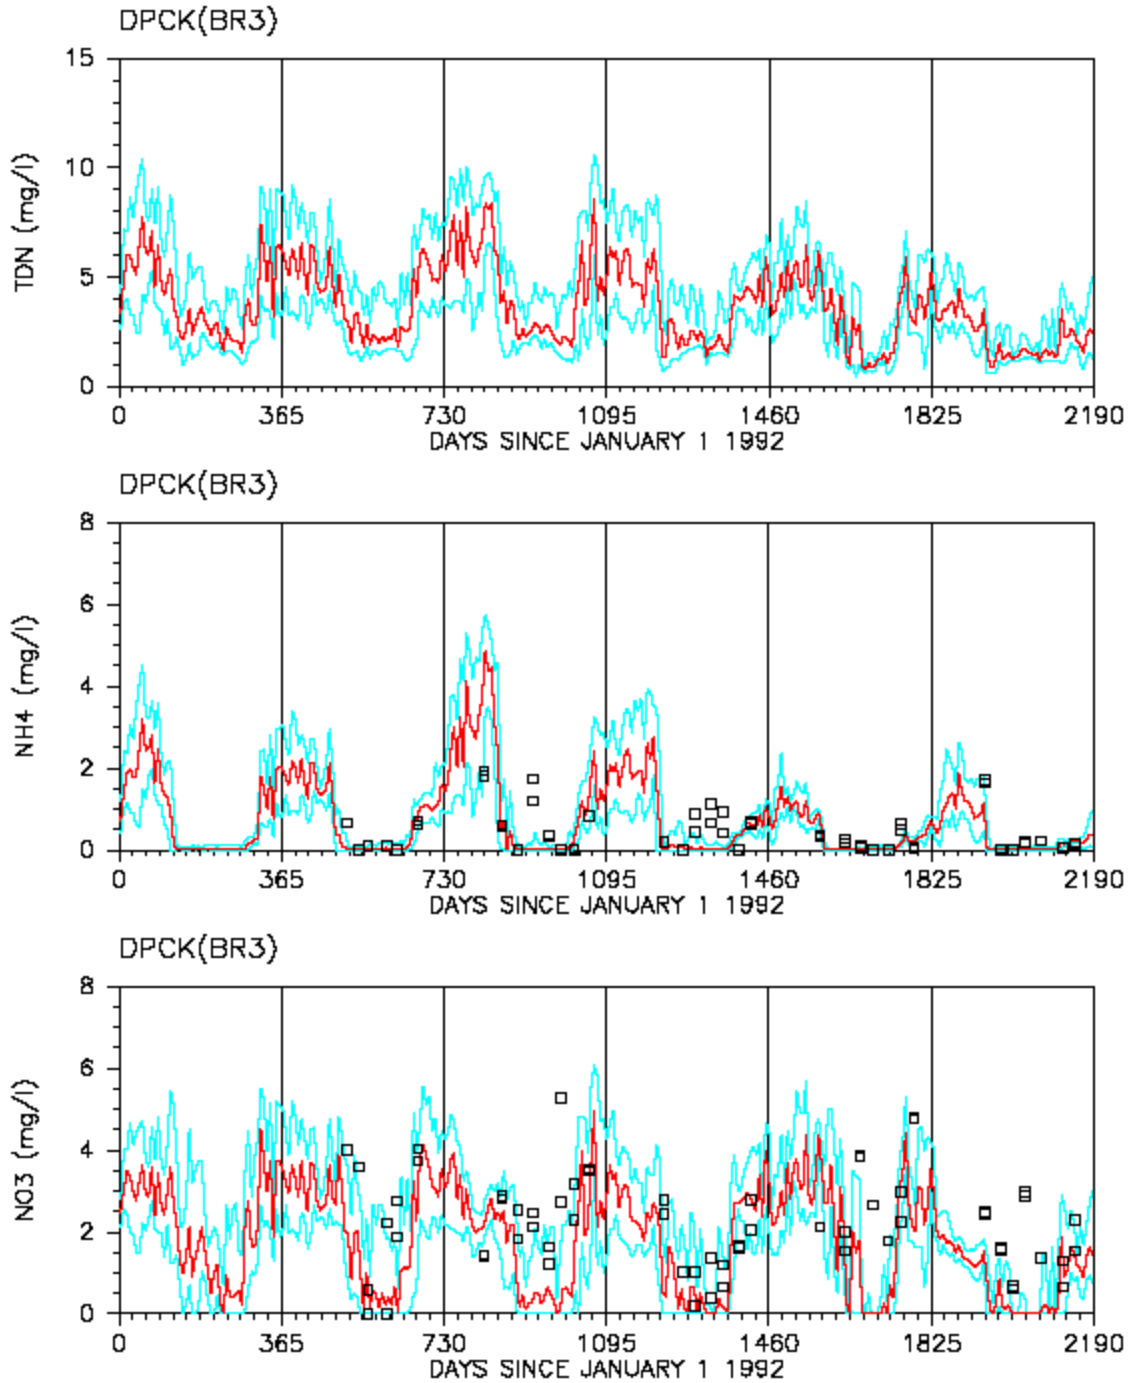 DPCK(BR3)
15
10
5
0
TDN (mg/l)
0 365 730 1095 1460 1825 2190
DAYS SINCE JANUARY 1 1992
DPCK(BR3)
8
6
4
2
0
NH4 (mg/l)
0 365 730 1095 1460 1825 2190
DAYS SINCE JANUARY 1 1992
DPCK(BR3)
8
6
4
2
0
NO3 (mg/l)
0 365 730 1095 1460 1825 2190
DAYS SINCE JANUARY 1 1992